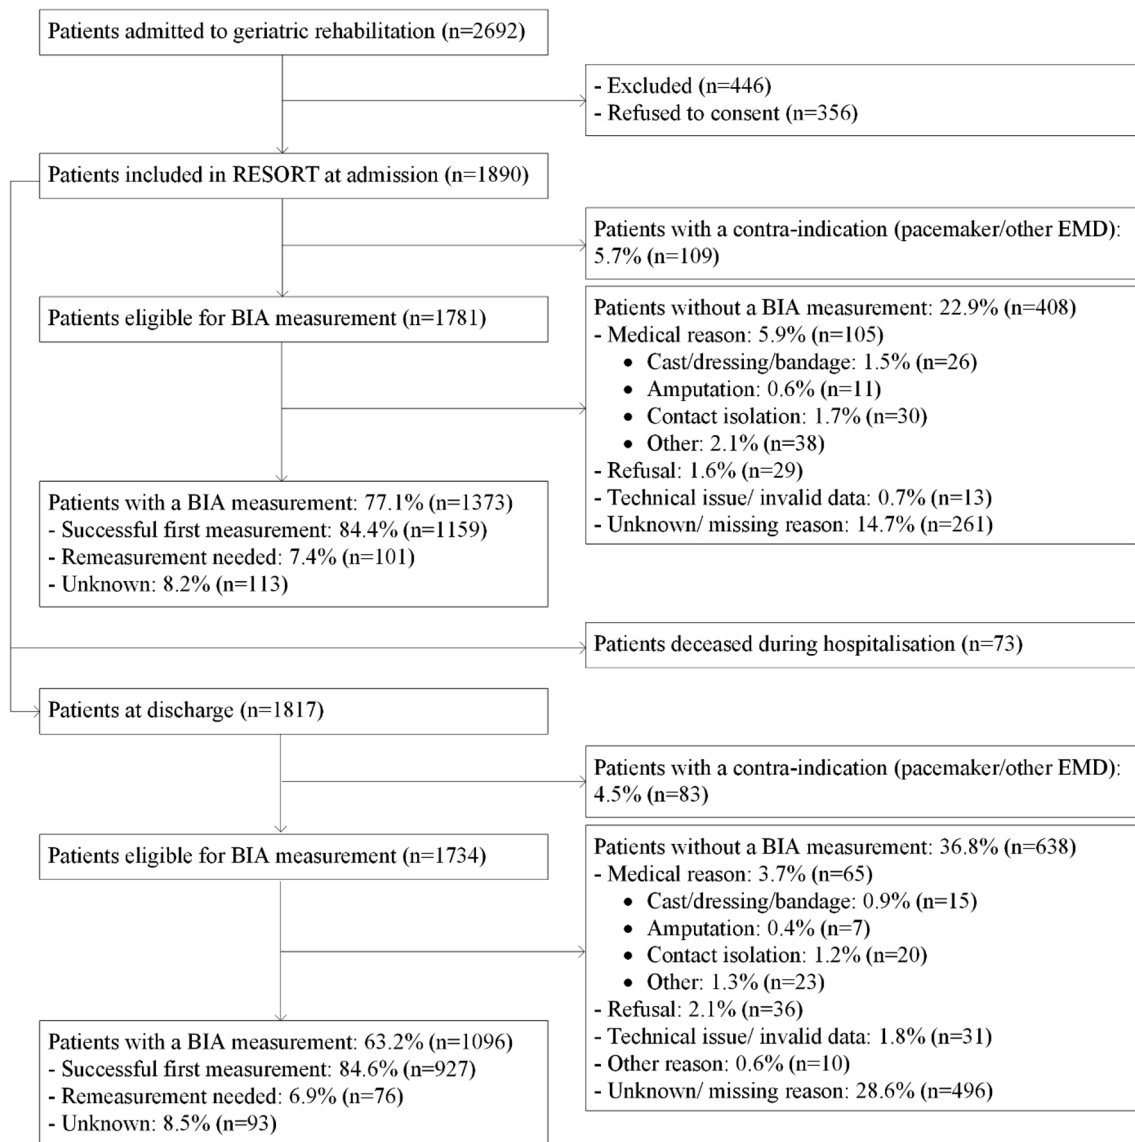 Patients admitted to geriatric rehabilitation (n=2692)
- Excluded (n=446)
- Refused to consent (n=356)
Patients included in RESORT at admission (n=1890)
Patients with a contra-indication (pacemaker/other EMD):
5.7% (n=109)
Patients eligible for BIA measurement (n=1781)
Patients without a BIA measurement: 22.9% (n=408)
- Medical reason: 5.9% (n=105)
• Cast/dressing/bandage: 1.5% (n=26)
• Amputation: 0.6% (n=11)
• Contact isolation: 1.7% (n=30)
• Other: 2.1% (n=38)
- Refusal: 1.6% (n=29)
- Technical issue/ invalid data: 0.7% (n=13)
- Unknown/ missing reason: 14.7% (n=261)
Patients with a BIA measurement: 77.1% (n=1373)
- Successful first measurement: 84.4% (n=1159)
- Remeasurement needed: 7.4% (n=101)
- Unknown: 8.2% (n=113)
Patients deceased during hospitalisation (n=73)
Patients at discharge (n=1817)
Patients with a contra-indication (pacemaker/other EMD):
4.5% (n=83)
Patients eligible for BIA measurement (n=1734)
Patients without a BIA measurement: 36.8% (n=638)
- Medical reason: 3.7% (n=65)
• Cast/dressing/bandage: 0.9% (n=15)
• Amputation: 0.4% (n=7)
• Contact isolation: 1.2% (n=20)
• Other: 1.3% (n=23)
- Refusal: 2.1% (n=36)
- Technical issue/ invalid data: 1.8% (n=31)
- Other reason: 0.6% (n=10)
- Unknown/ missing reason: 28.6% (n=496)
Patients with a BIA measurement: 63.2% (n=1096)
- Successful first measurement: 84.6% (n=927)
- Remeasurement needed: 6.9% (n=76)
- Unknown: 8.5% (n=93)